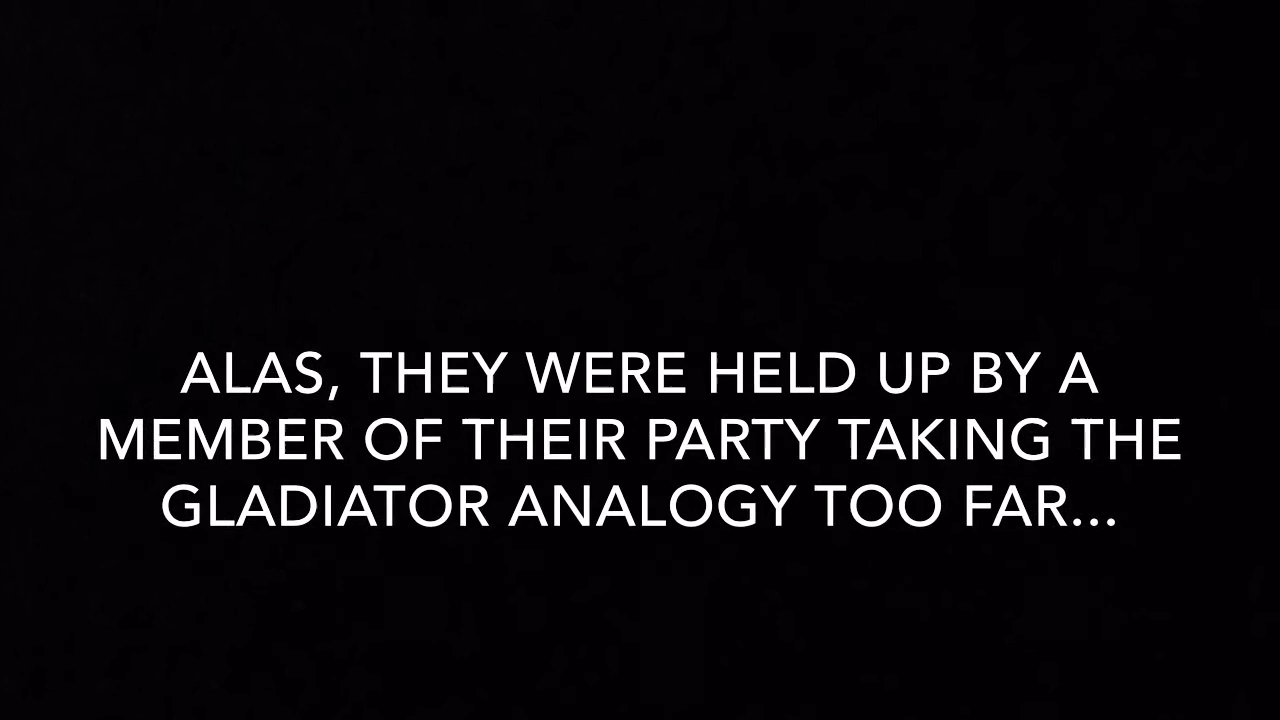 ALAS, THEY WERE HELD UP BY A
MEMBER OF THEIR PARTY TAKING THE
GLADIATOR ANALOGY TOO FAR...